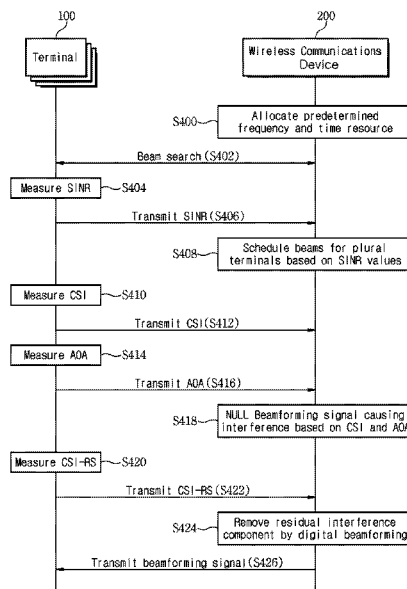 100
200
Terminal
Wireless Communications
Device
S400
Allocate predetermined
frequency and time resource
Beam search(S402)
Measure SINR
S404
Transmit SINR(S406)
S408
Schedule beams for plural
terminals based on SINR values
Measure CSI
S410
Transmit CSI(S412)
Measure AOA
S414
Transmit AOA(S416)
S418
NULL Beamforming signal causing
interference based on CSI and AOA
Measure CSI-RS
S420
Transmit CSI-RS(S422)
S424
Remove residual interference
component by digital beamforming
Transmit beamforming signal(S426)